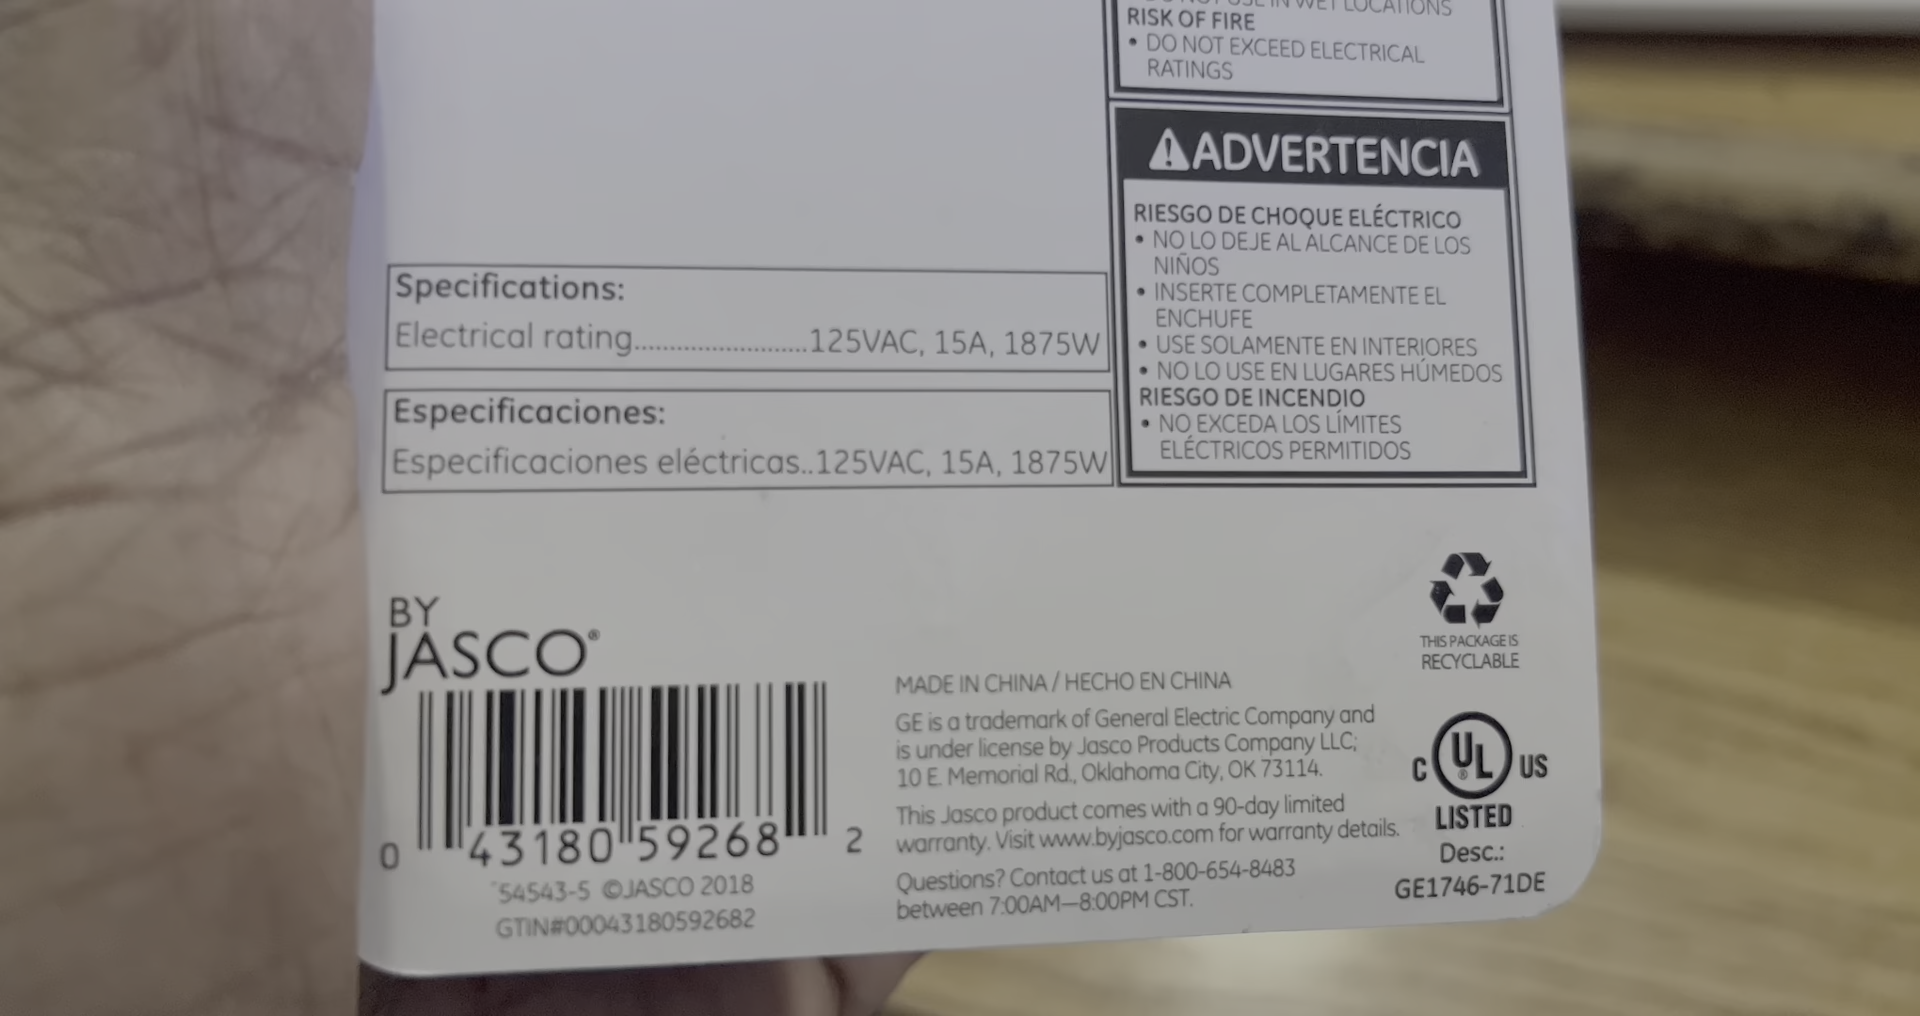 DO NOT USE IN WET LOCATIONS
RISK OF FIRE
• DO NOT EXCEED ELECTRICAL
RATINGS
ADVERTENCIA
RIESGO DE CHOQUE ELÉCTRICO
• NO LO DEJE AL ALCANCE DE LOS
NIÑOS
• INSERTE COMPLETAMENTE EL
ENCHUFE
• USE SOLAMENTE EN INTERIORES
• NO LO USE EN LUGARES HÚMEDOS
RIESGO DE INCENDIO
• NO EXCEDA LOS LÍMITES
ELÉCTRICOS PERMITIDOS
Specifications:
Electrical rating.........................125VAC, 15A, 1875W
Especificaciones:
Especificaciones eléctricas..125VAC, 15A, 1875W
BY
JASCO®
0 43180 59268 2
54543-5 ©JASCO 2018
GTIN#00043180592682
MADE IN CHINA / HECHO EN CHINA
GE is a trademark of General Electric Company and
is under license by Jasco Products Company LLC;
10 E. Memorial Rd., Oklahoma City, OK 73114.
This Jasco product comes with a 90-day limited
warranty. Visit www.byjasco.com for warranty details.
Questions? Contact us at 1-800-654-8483
between 7:00AM—8:00PM CST.
THIS PACKAGE IS
RECYCLABLE
C UL® US
LISTED
Desc.:
GE1746-71DE